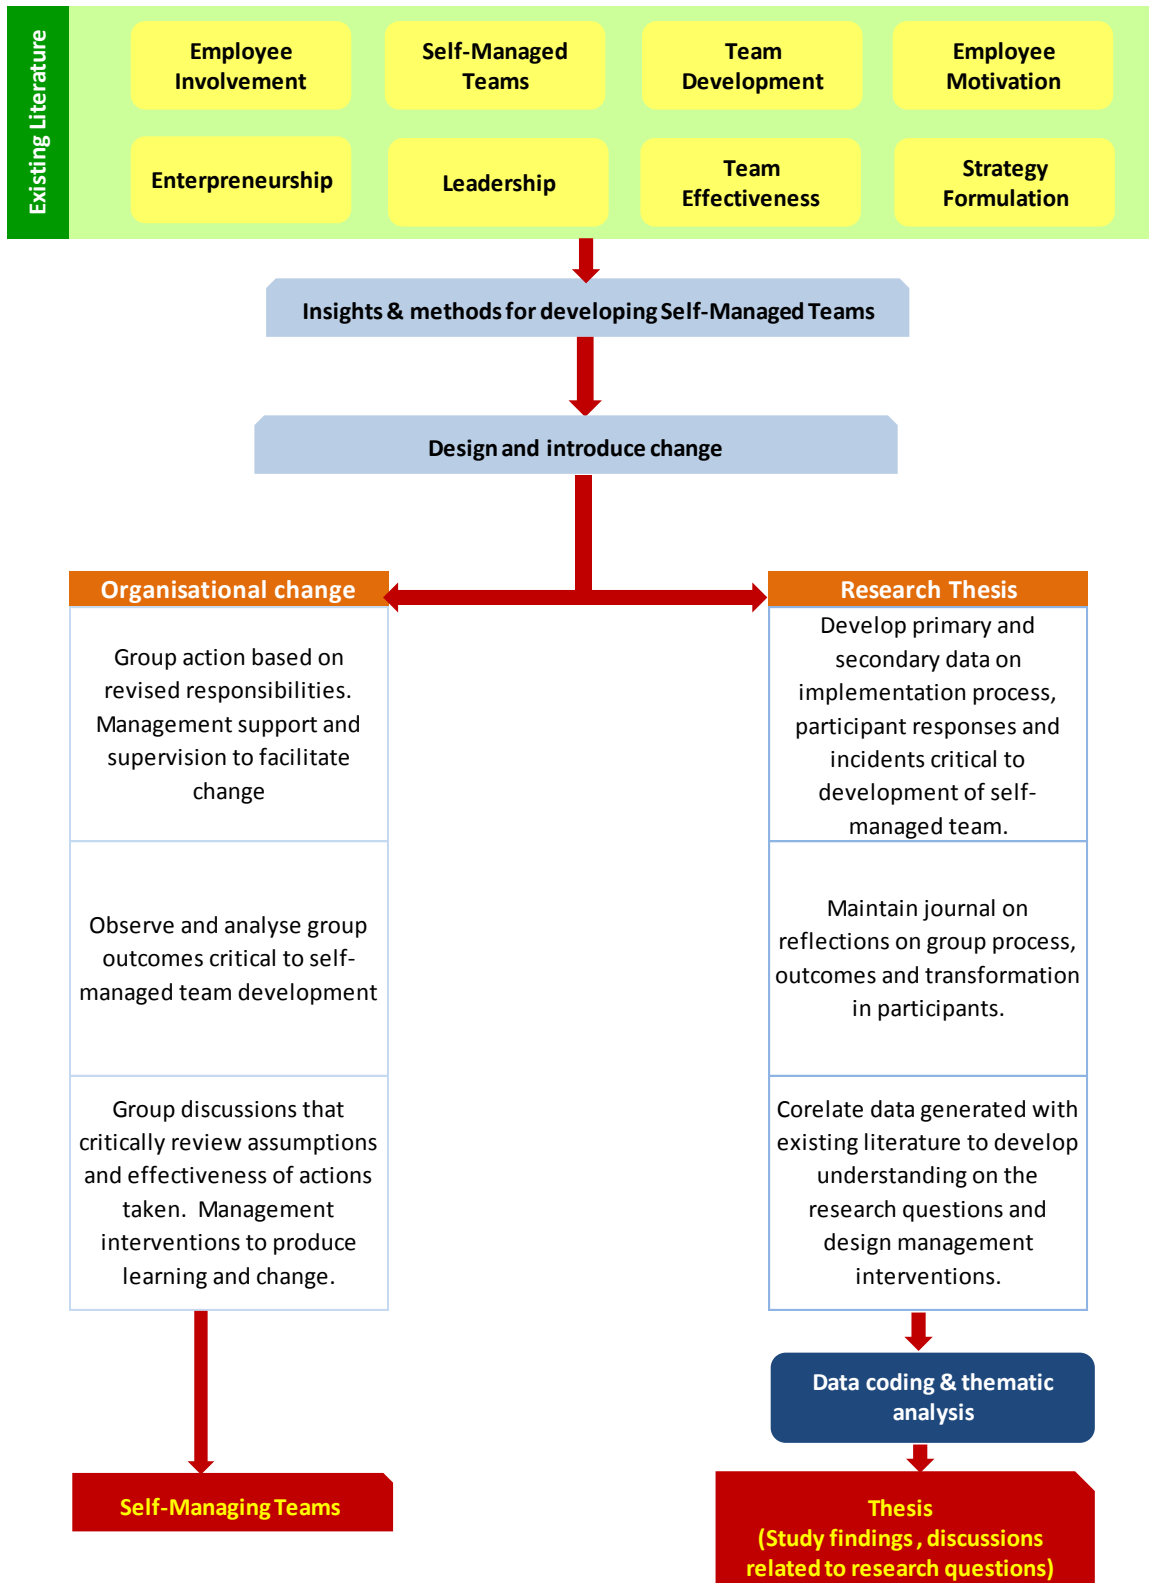 Existing Literature
Employee
Involvement
Self-Managed
Teams
Team
Development
Employee
Motivation
Enterpreneurship
Leadership
Team
Effectiveness
Strategy
Formulation
Insights & methods for developing Self-Managed Teams
Design and introduce change
Organisational change
Group action based on
revised responsibilities.
Management support and
supervision to facilitate
change
Observe and analyse group
outcomes critical to self-
managed team development
Group discussions that
critically review assumptions
and effectiveness of actions
taken. Management
interventions to produce
learning and change.
Self-Managing Teams
Research Thesis
Develop primary and
secondary data on
implementation process,
participant responses and
incidents critical to
development of self-
managed team.
Maintain journal on
reflections on group process,
outcomes and transformation
in participants.
Corelate data generated with
existing literature to develop
understanding on the
research questions and
design management
interventions.
Data coding & thematic
analysis
Thesis
(Study findings , discussions
related to research questions)